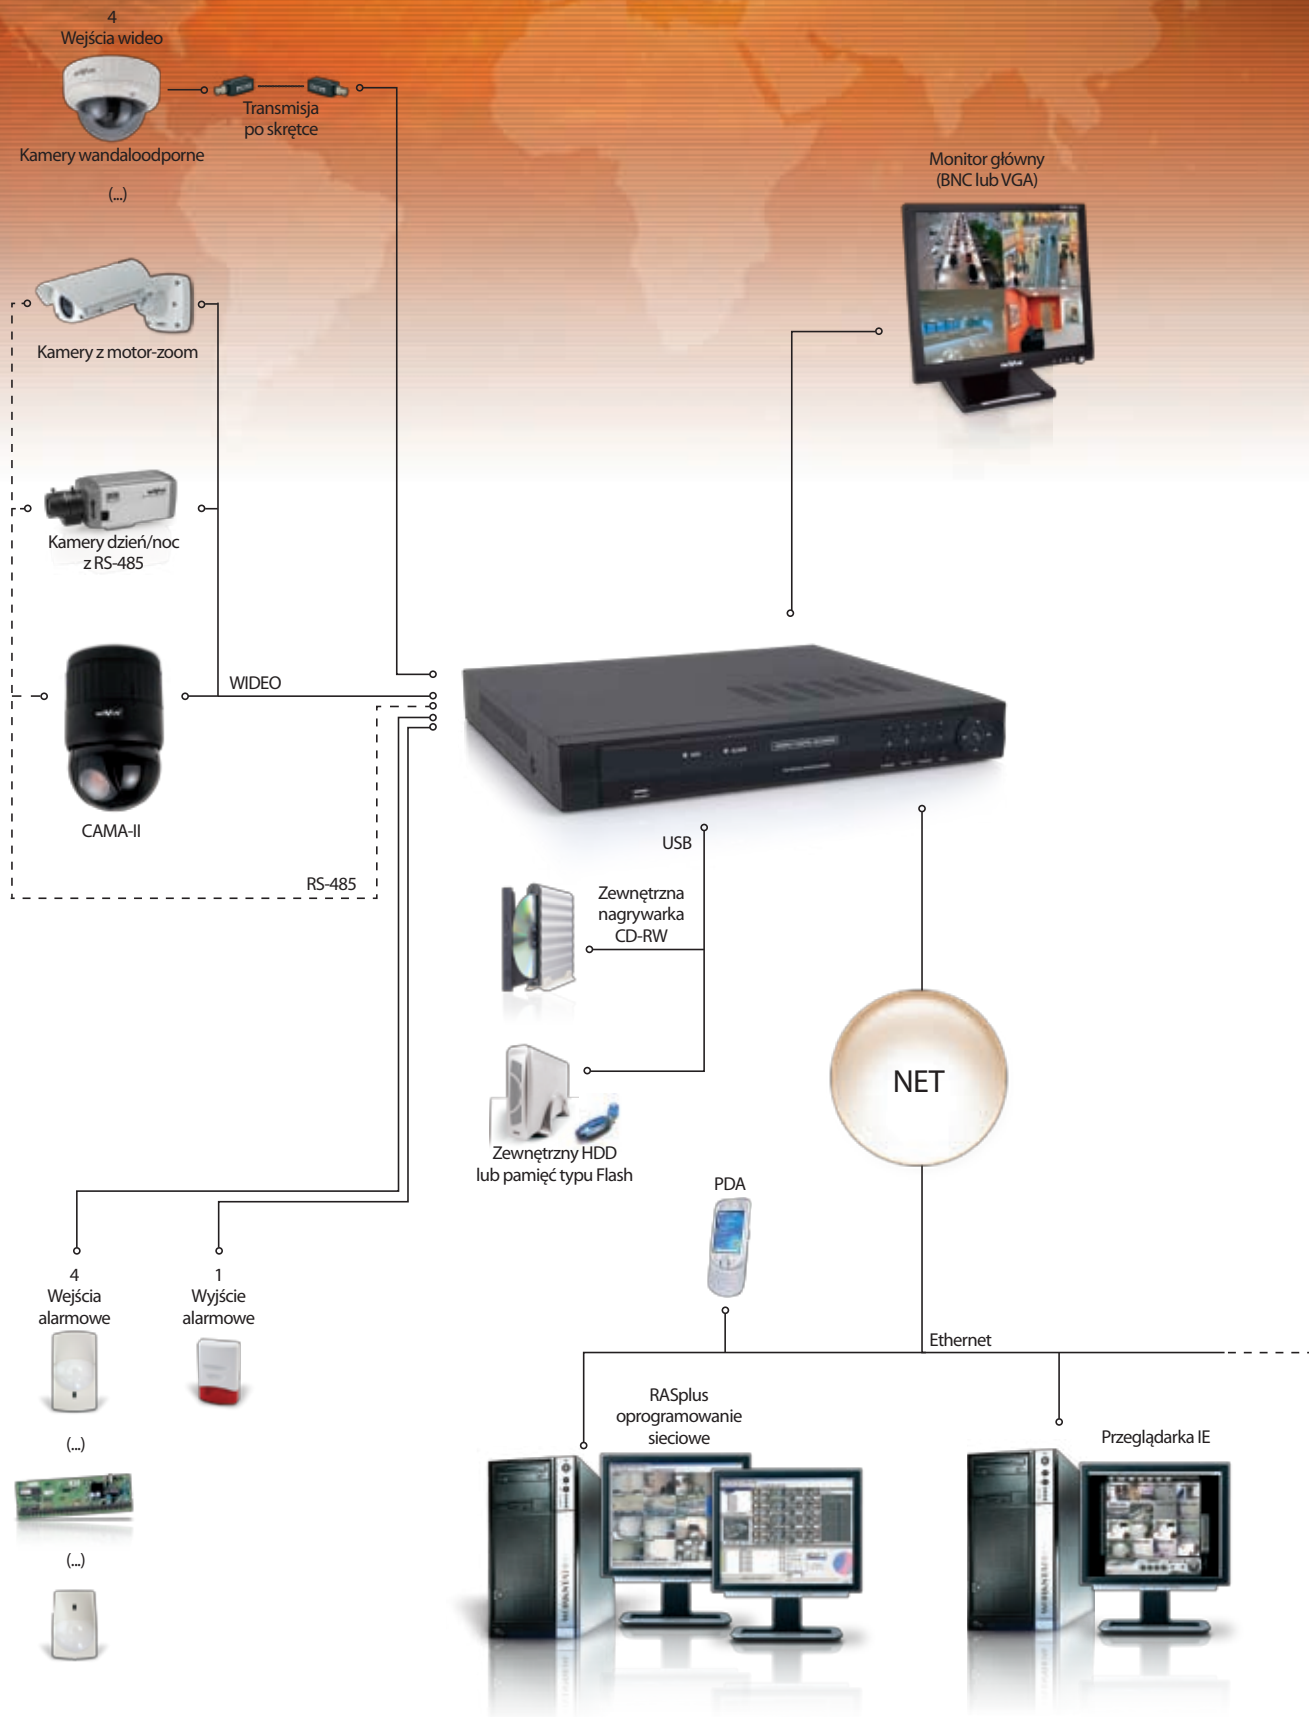 4
Wejścia wideo
Transmisja
po skrętce
Kamery wandaloodporne
(...)
Monitor główny
(BNC lub VGA)
Kamery z motor-zoom
Kamery dzień/noc
z RS-485
WIDEO
CAMA-II
RS-485
USB
Zewnętrzna
nagrywarka
CD-RW
NET
Zewnętrzny HDD
lub pamięć typu Flash
PDA
4
Wejścia
alarmowe
1
Wyjście
alarmowe
Ethernet
(...)
RASplus
oprogramowanie
sieciowe
Przeglądarka IE
(...)